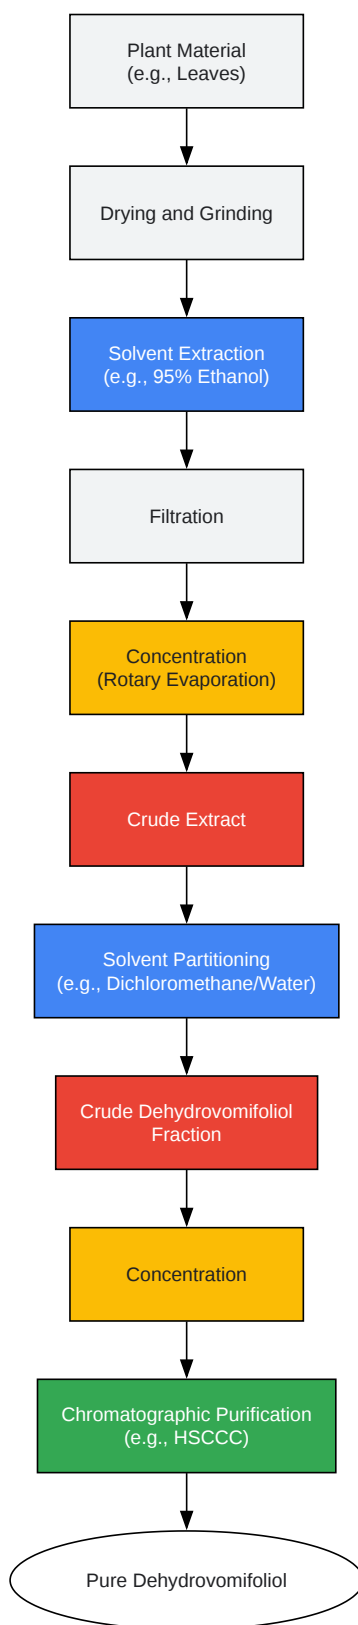 Plant Material
(e.g., Leaves)
Drying and Grinding
Solvent Extraction
(e.g., 95% Ethanol)
Filtration
Concentration
(Rotary Evaporation)
Crude Extract
Solvent Partitioning
(e.g., Dichloromethane/Water)
Crude Dehydrovomifoliol
Fraction
Concentration
Chromatographic Purification
(e.g., HSCCC)
Pure Dehydrovomifoliol